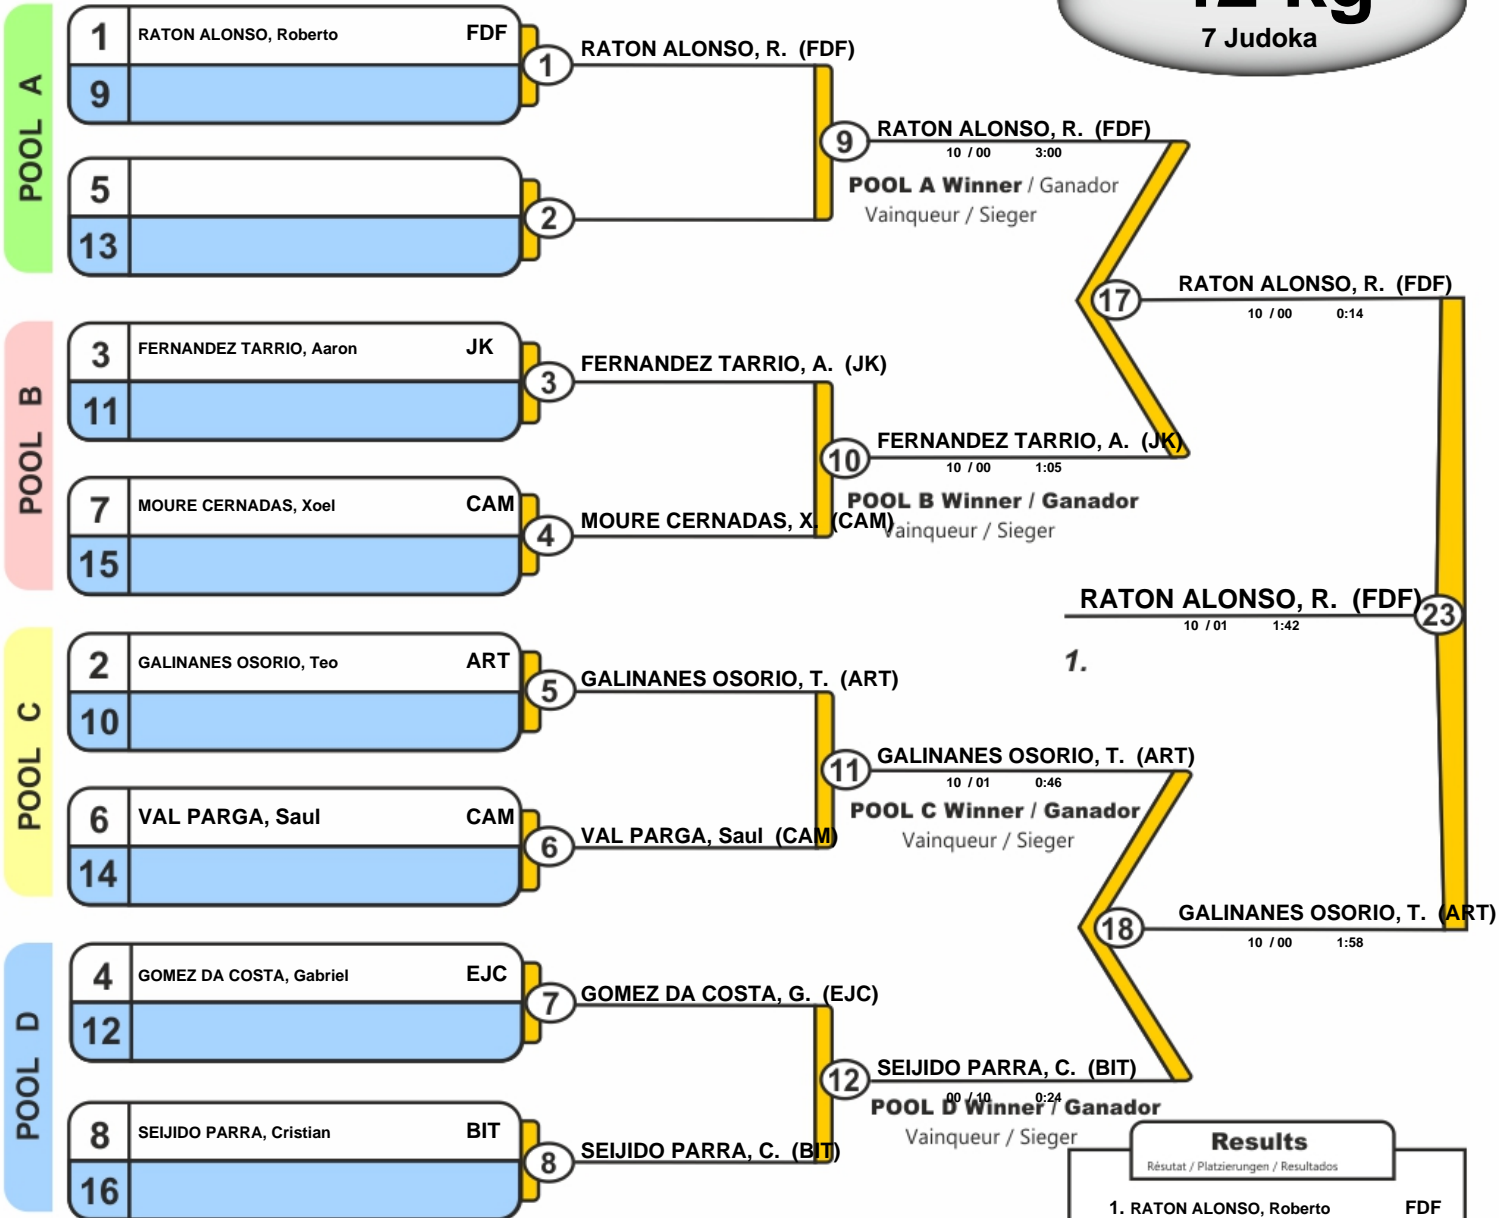 42 kg
7 Judoka
POOL A
1 RATON ALONSO, Roberto FDF
9
1
RATON ALONSO, R. (FDF)
5
13
2
9
RATON ALONSO, R. (FDF)
10 / 00 3:00
POOL A Winner / Ganador
Vainqueur / Sieger
17
RATON ALONSO, R. (FDF)
10 / 00 0:14
POOL B
3 FERNANDEZ TARRIO, Aaron JK
11
3
FERNANDEZ TARRIO, A. (JK)
7 MOURE CERNADAS, Xoel CAM
15
4
MOURE CERNADAS, X. (CAM)
10
FERNANDEZ TARRIO, A. (JK)
10 / 00 1:05
POOL B Winner / Ganador
Vainqueur / Sieger
RATON ALONSO, R. (FDF)
23
10 / 01 1:42
1.
POOL C
2 GALINANES OSORIO, Teo ART
10
5
GALINANES OSORIO, T. (ART)
6 VAL PARGA, Saul CAM
14
6
VAL PARGA, Saul (CAM)
11
GALINANES OSORIO, T. (ART)
10 / 01 0:46
POOL C Winner / Ganador
Vainqueur / Sieger
18
GALINANES OSORIO, T. (ART)
10 / 00 1:58
POOL D
4 GOMEZ DA COSTA, Gabriel EJC
12
7
GOMEZ DA COSTA, G. (EJC)
8 SEIJIDO PARRA, Cristian BIT
16
8
SEIJIDO PARRA, C. (BIT)
12
SEIJIDO PARRA, C. (BIT)
00 / 10 0:24
POOL D Winner / Ganador
Vainqueur / Sieger
Results
Résutat / Platzierungen / Resultados
1. RATON ALONSO, Roberto FDF